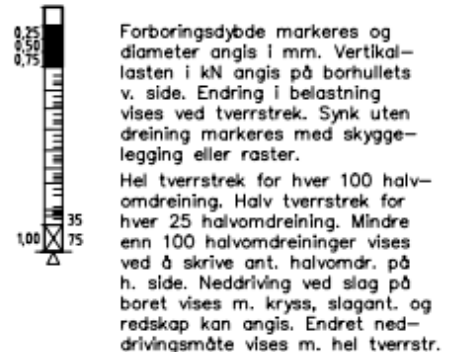 0,25
0,50
0,75
35
1,00
75
Forboringsdybde markeres og
diameter angis i mm. Vertikal–
lasten i kN angis på borhullets
v. side. Endring i belastning
vises ved tverrstrek. Synk uten
dreining markeres med skygge–
legging eller raster.
Hel tverrstrek for hver 100 halv–
omdreining. Halv tverrstrek for
hver 25 halvomdreining. Mindre
enn 100 halvomdreininger vises
ved å skrive ant. halvomdr. på
h. side. Neddriving ved slag på
boret vises m. kryss, slagant. og
redskap kan angis. Endret ned–
drivingsmåte vises m. hel tverrstr.